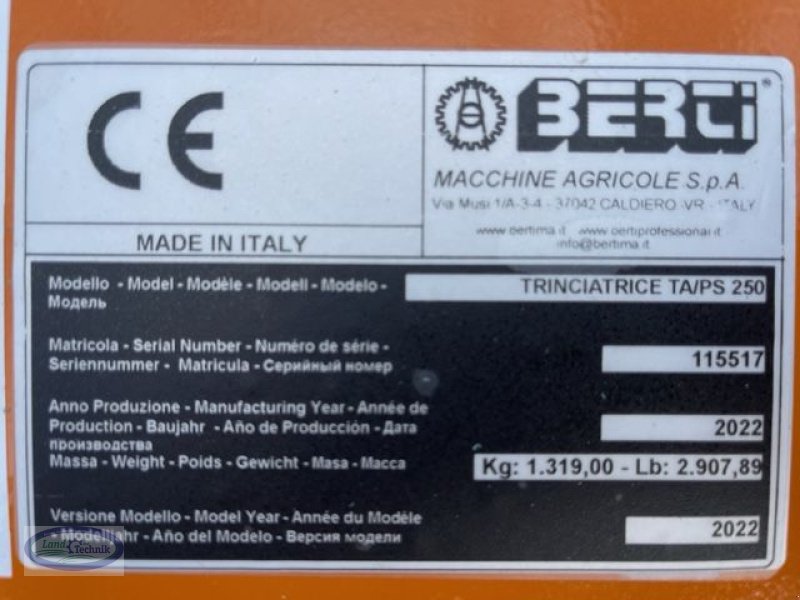 CE
BERTI®
MACCHINE AGRICOLE S.p.A.
Via Musi 1/A-3-4 - 37042 CALDIERO -VR - ITALY
www.bertima.it www.bertiprofessional.it
info@bertima.it
MADE IN ITALY
Modello - Model - Modèle - Modell - Modelo -
Модель
TRINCIATRICE TA/PS 250
Matricola - Serial Number - Numéro de série -
Seriennummer - Matricula - Серийный номер
115517
Anno Produzione - Manufacturing Year - Année de
Production - Baujahr - Año de Producción - Дата
производства
2022
Massa - Weight - Poids - Gewicht - Masa - Масса
Kg: 1.319,00 - Lb: 2.907,89
Versione Modello - Model Year - Année du Modèle
- Modelljahr - Año del Modelo - Версия модели
2022
Land Technik